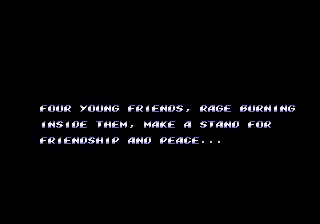 FOUR YOUNG FRIENDS, RAGE BURNING
INSIDE THEM, MAKE A STAND FOR
FRIENDSHIP AND PEACE...